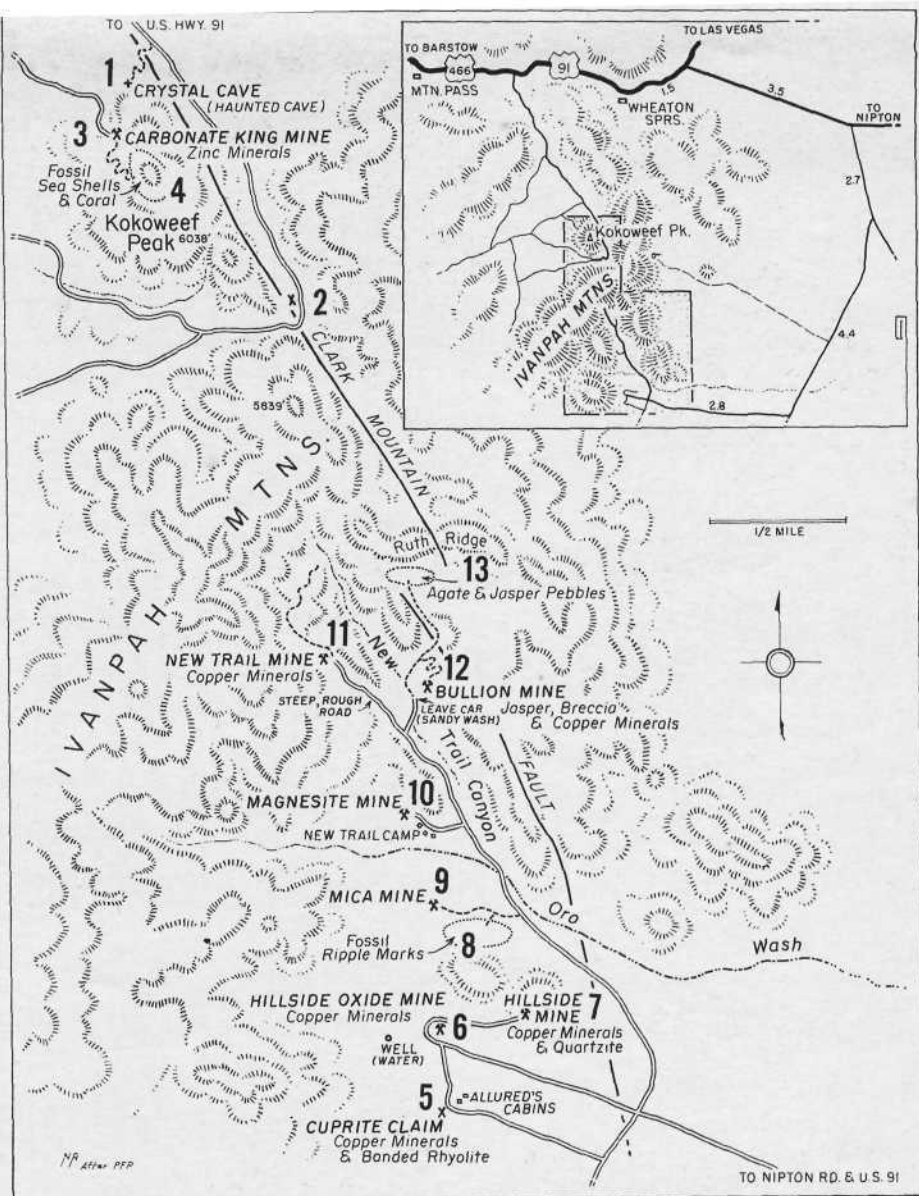 TO U.S. HWY. 91
1
CRYSTAL CAVE
(HAUNTED CAVE)
3
CARBONATE KING MINE
Zinc Minerals
Fossil
Sea Shells
& Coral
4
Kokoweef
Peak 6038'
2
CLARK MOUNTAIN FAULT
5639'
IVANPAH MTNS.
Ruth Ridge
13
Agate & Jasper Pebbles
11
NEW TRAIL MINE
Copper Minerals
STEEP, ROUGH
ROAD
New Trail Canyon
12
BULLION MINE
Jasper, Breccia
& Copper Minerals
LEAVE CAR
(SANDY WASH)
10
MAGNESITE MINE
NEW TRAIL CAMP
9
MICA MINE
Oro Wash
Fossil
Ripple Marks
8
HILLSIDE OXIDE MINE
Copper Minerals
6
HILLSIDE
MINE
7
Copper Minerals
& Quartzite
WELL
(WATER)
5
ALLURED'S
CABINS
CUPRITE CLAIM
Copper Minerals
& Banded Rhyolite
After PFP
TO NIPTON RD. & U.S. 91
1/2 MILE
TO BARSTOW
466
MTN. PASS
91
TO LAS VEGAS
1.5
WHEATON
SPRS.
3.5
TO
NIPTON
2.7
Kokoweef Pk.
IVANPAH MTNS
4.4
2.8